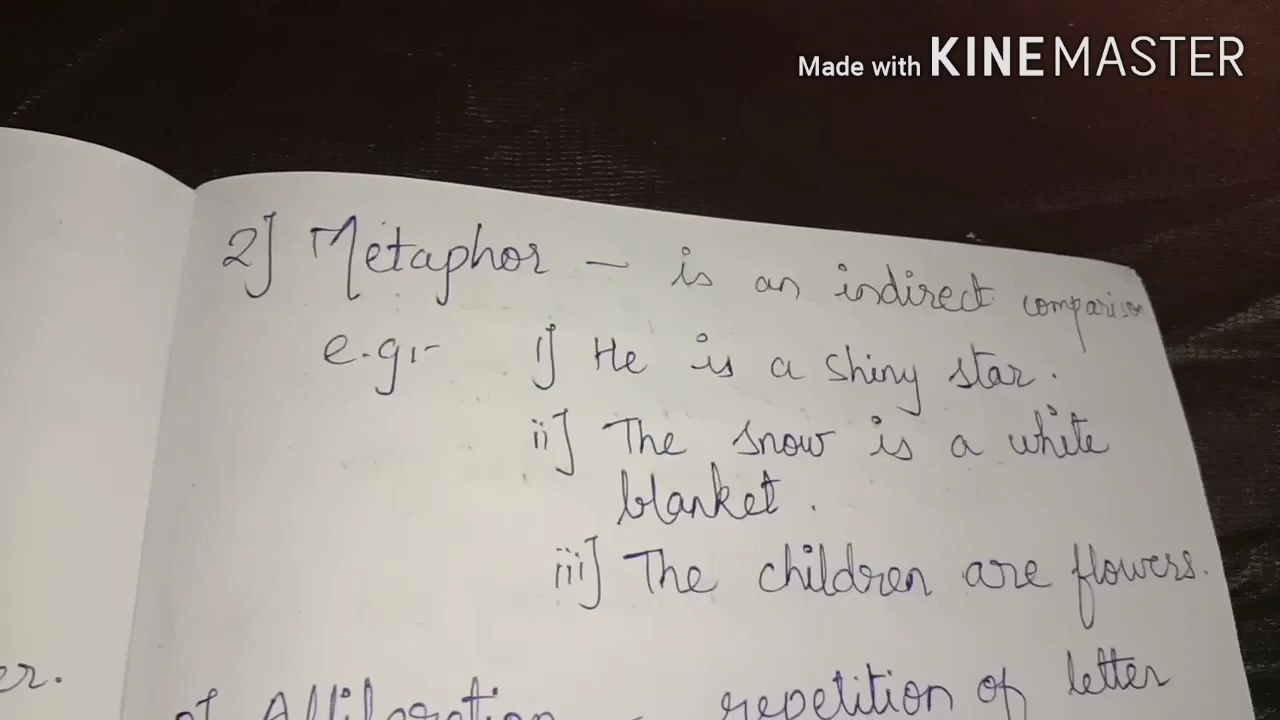 Made with KINEMASTER
2] Metaphor – is an indirect comparison
e.g:- i] He is a shiny star.
ii] The snow is a white
blanket.
iii] The children are flowers.
er.
repetition of letter